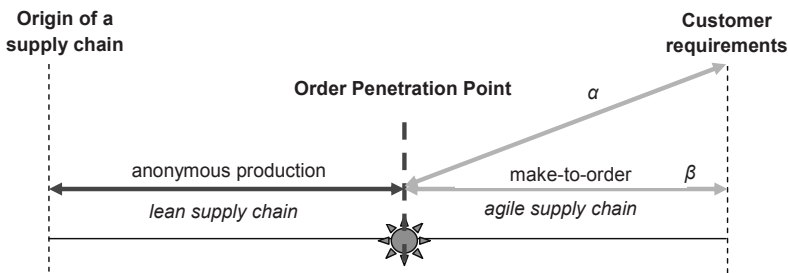 Origin of a
supply chain
Customer
requirements
Order Penetration Point
α
anonymous production
make-to-order
β
lean supply chain
agile supply chain